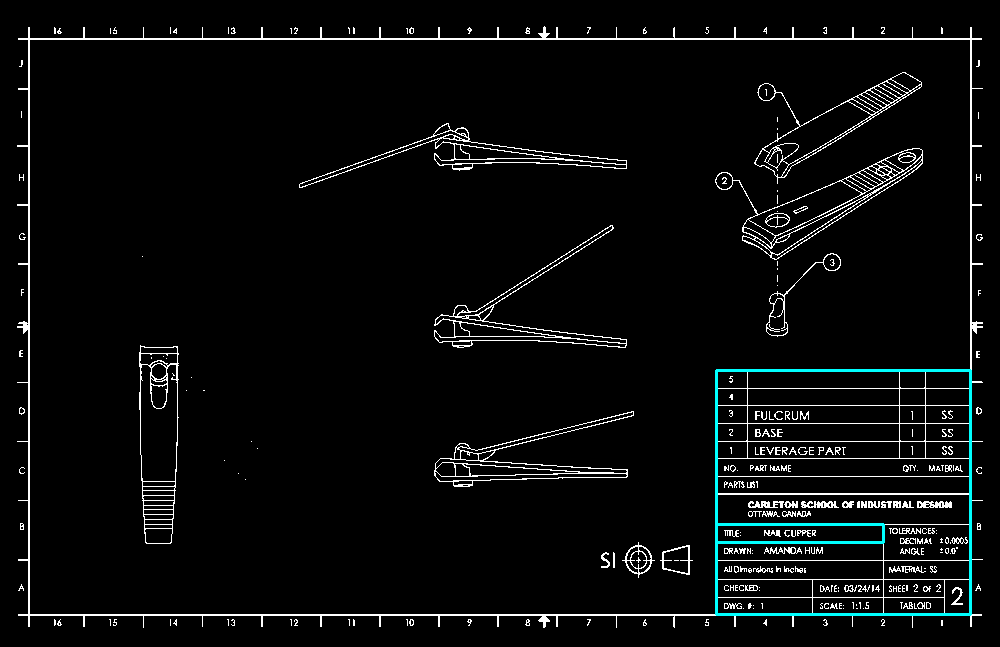 16 15 14 13 12 11 10 9 8 7 6 5 4 3 2 1
J J
I I
H H
G G
F F
E E
D D
C C
B B
A A
1
2
3
5
4
3 FULCRUM 1 SS
2 BASE 1 SS
1 LEVERAGE PART 1 SS
NO. PART NAME QTY. MATERIAL
PARTS LIST
CARLETON SCHOOL OF INDUSTRIAL DESIGN
OTTAWA, CANADA
TITLE: NAIL CLIPPER
TOLERANCES:
DECIMAL ±0.0005
ANGLE ±0.0°
DRAWN: AMANDA HUM
All Dimensions in Inches
MATERIAL: SS
CHECKED: DATE: 03/24/14 SHEET 2 OF 2
DWG. #: 1 SCALE: 1:1.5 TABLOID 2
SI
16 15 14 13 12 11 10 9 8 7 6 5 4 3 2 1